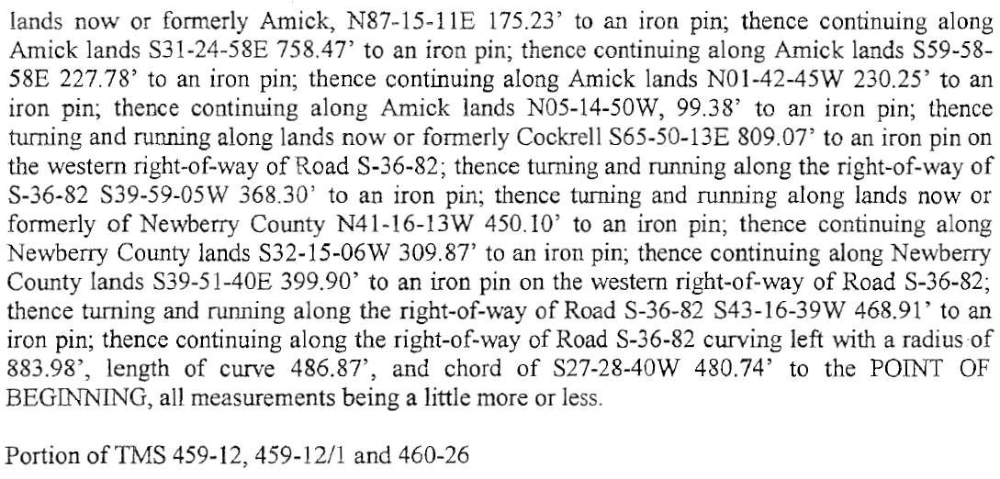 lands now or formerly Amick, N87-15-11E 175.23’ to an iron pin; thence continuing along
Amick lands S31-24-58E 758.47’ to an iron pin; thence continuing along Amick lands S59-58-
58E 227.78’ to an iron pin; thence continuing along Amick lands N01-42-45W 230.25’ to an
iron pin; thence continuing along Amick lands N05-14-50W, 99.38’ to an iron pin; thence
turning and running along lands now or formerly Cockrell S65-50-13E 809.07’ to an iron pin on
the western right-of-way of Road S-36-82; thence turning and running along the right-of-way of
S-36-82 S39-59-05W 368.30’ to an iron pin; thence turning and running along lands now or
formerly of Newberry County N41-16-13W 450.10’ to an iron pin; thence continuing along
Newberry County lands S32-15-06W 309.87’ to an iron pin; thence continuing along Newberry
County lands S39-51-40E 399.90’ to an iron pin on the western right-of-way of Road S-36-82;
thence turning and running along the right-of-way of Road S-36-82 S43-16-39W 468.91’ to an
iron pin; thence continuing along the right-of-way of Road S-36-82 curving left with a radius of
883.98’, length of curve 486.87’, and chord of S27-28-40W 480.74’ to the POINT OF
BEGINNING, all measurements being a little more or less.
Portion of TMS 459-12, 459-12/1 and 460-26